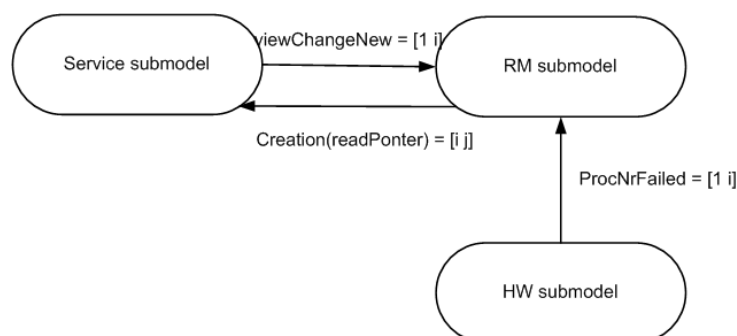 viewChangeNew = [1 i]
Service submodel
RM submodel
Creation(readPonter) = [i j]
ProcNrFailed = [1 i]
HW submodel